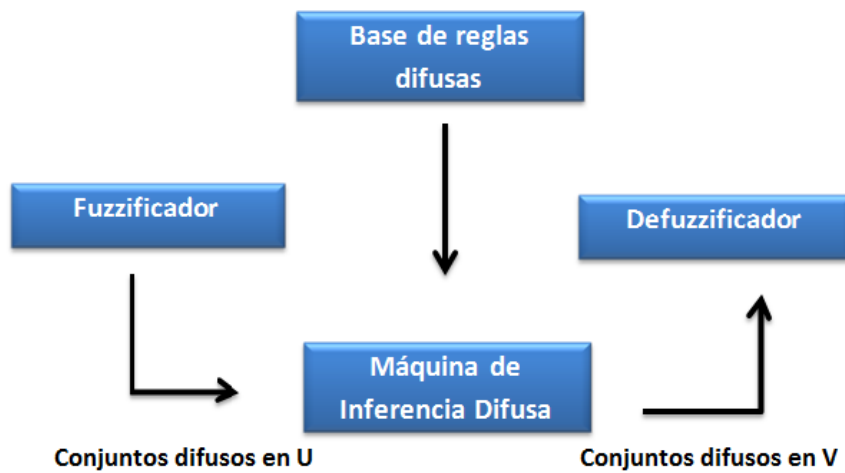 Base de reglas
difusas
Fuzzificador
Defuzzificador
Máquina de
Inferencia Difusa
Conjuntos difusos en U
Conjuntos difusos en V